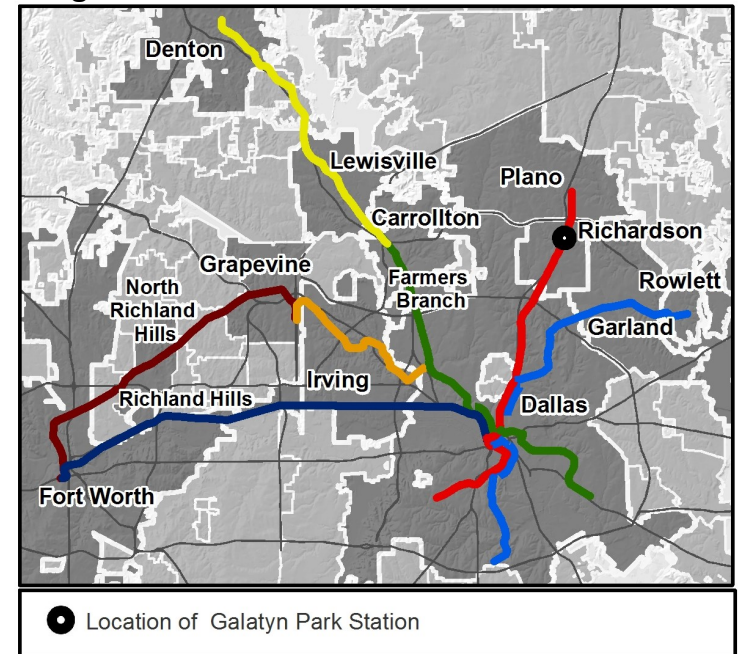 Denton
Lewisville
Plano
Carrollton
Richardson
Grapevine
Farmers
Branch
Rowlett
North
Richland
Hills
Garland
Irving
Richland Hills
Dallas
Fort Worth
Location of Galatyn Park Station